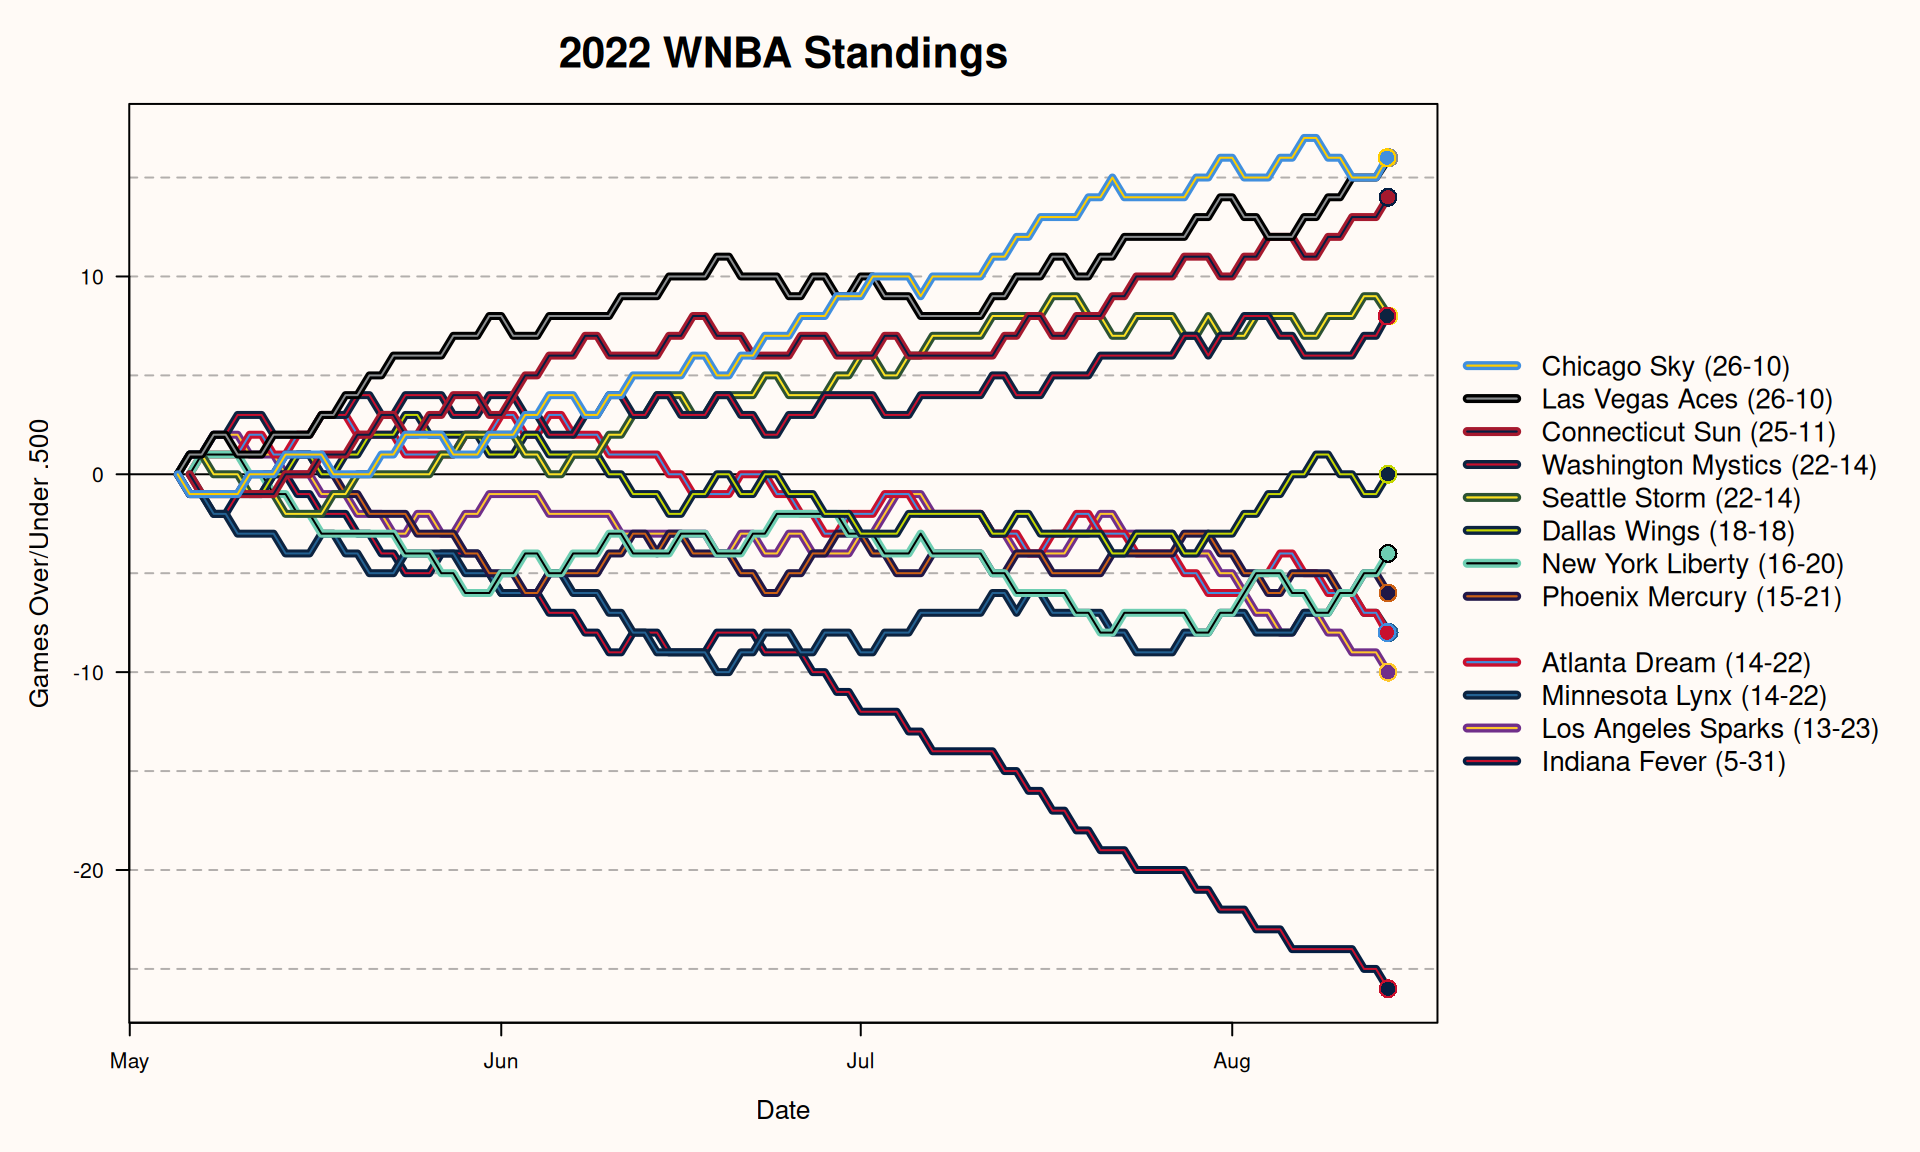 2022 WNBA Standings
Games Over/Under .500
10
0
-10
-20
May
Jun
Jul
Aug
Date
Chicago Sky (26-10)
Las Vegas Aces (26-10)
Connecticut Sun (25-11)
Washington Mystics (22-14)
Seattle Storm (22-14)
Dallas Wings (18-18)
New York Liberty (16-20)
Phoenix Mercury (15-21)
Atlanta Dream (14-22)
Minnesota Lynx (14-22)
Los Angeles Sparks (13-23)
Indiana Fever (5-31)